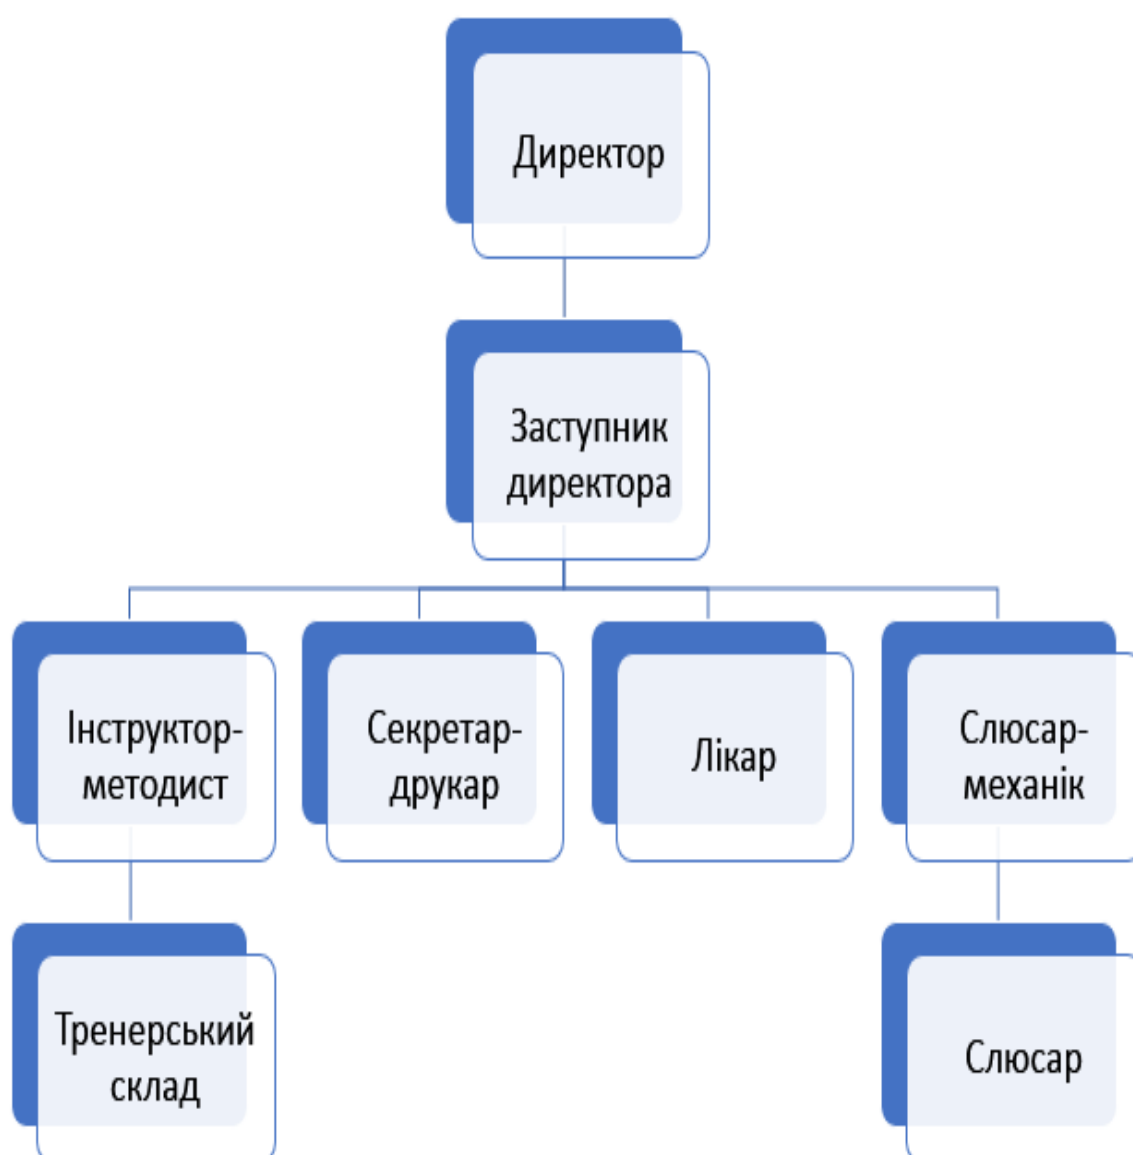 Директор
Заступник
директора
Інструктор-
методист
Секретар-
друкар
Лікар
Слюсар-
механік
Тренерський
склад
Слюсар